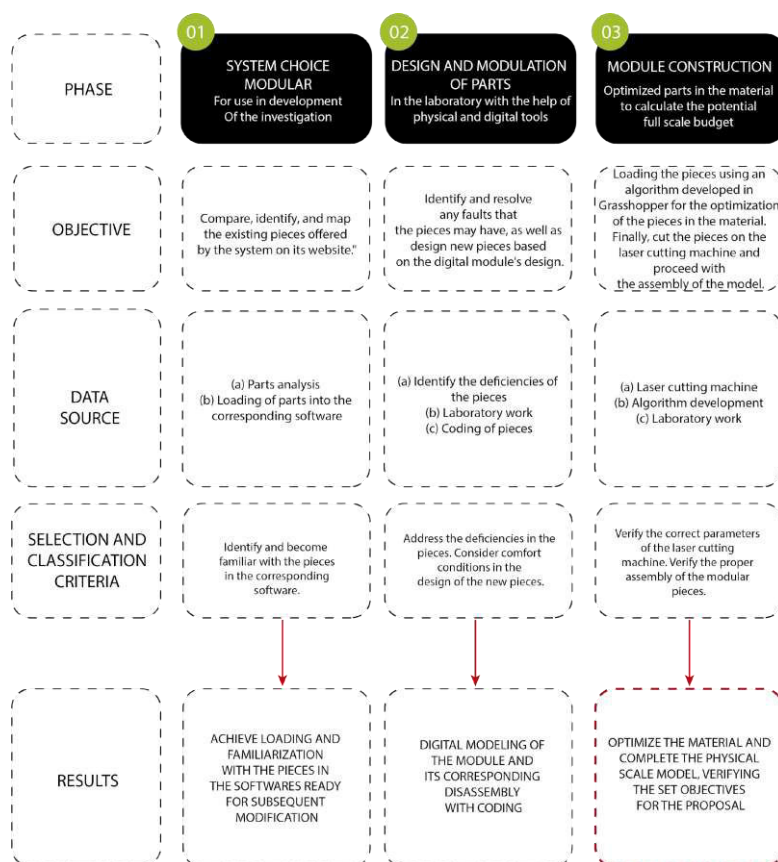 01
02
03
PHASE
SYSTEM CHOICE
MODULAR
For use in development
Of the investigation
DESIGN AND MODULATION
OF PARTS
In the laboratory with the help of
physical and digital tools
MODULE CONSTRUCTION
Optimized parts in the material
to calculate the potential
full scale budget
OBJECTIVE
Compare, identify, and map
the existing pieces offered
by the system on its website."
Identify and resolve
any faults that
the pieces may have, as well as
design new pieces based
on the digital module's design.
Loading the pieces using an
algorithm developed in
Grasshopper for the optimization
of the pieces in the material.
Finally, cut the pieces on the
laser cutting machine and
proceed with
the assembly of the model.
DATA
SOURCE
(a) Parts analysis
(b) Loading of parts into the
corresponding software
(a) Identify the deficiencies of
the pieces
(b) Laboratory work
(c) Coding of pieces
(a) Laser cutting machine
(b) Algorithm development
(c) Laboratory work
SELECTION AND
CLASSIFICATION
CRITERIA
Identify and become
familiar with the pieces
in the corresponding
software.
Address the deficiencies in the
pieces. Consider comfort
conditions in the
design of the new pieces.
Verify the correct parameters
of the laser cutting
machine. Verify the proper
assembly of the modular
pieces.
RESULTS
ACHIEVE LOADING AND
FAMILIARIZATION
WITH THE PIECES IN
THE SOFTWARES READY
FOR SUBSEQUENT
MODIFICATION
DIGITAL MODELING OF
THE MODULE AND
ITS CORRESPONDING
DISASSEMBLY
WITH CODING
OPTIMIZE THE MATERIAL AND
COMPLETE THE PHYSICAL
SCALE MODEL, VERIFYING
THE SET OBJECTIVES
FOR THE PROPOSAL